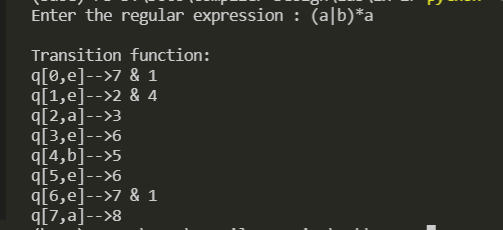 Enter the regular expression : (a|b)*a
Transition function:
q[0,e]-->7 & 1
q[1,e]-->2 & 4
q[2,a]-->3
q[3,e]-->6
q[4,b]-->5
q[5,e]-->6
q[6,e]-->7 & 1
q[7,a]-->8